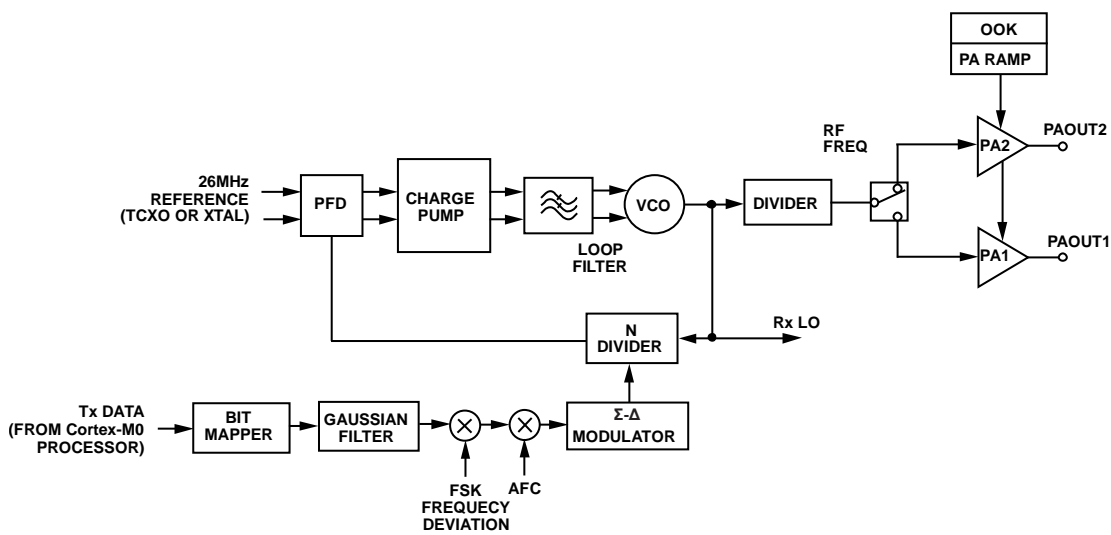 OOK
PA RAMP
RF
FREQ
PA2
PAOUT2
26MHz
REFERENCE
(TCXO OR XTAL)
PFD
CHARGE
PUMP
LOOP
FILTER
VCO
DIVIDER
PA1
PAOUT1
N
DIVIDER
Rx LO
Tx DATA
(FROM Cortex-M0
PROCESSOR)
BIT
MAPPER
GAUSSIAN
FILTER
Σ-Δ
MODULATOR
FSK
FREQUECY
DEVIATION
AFC